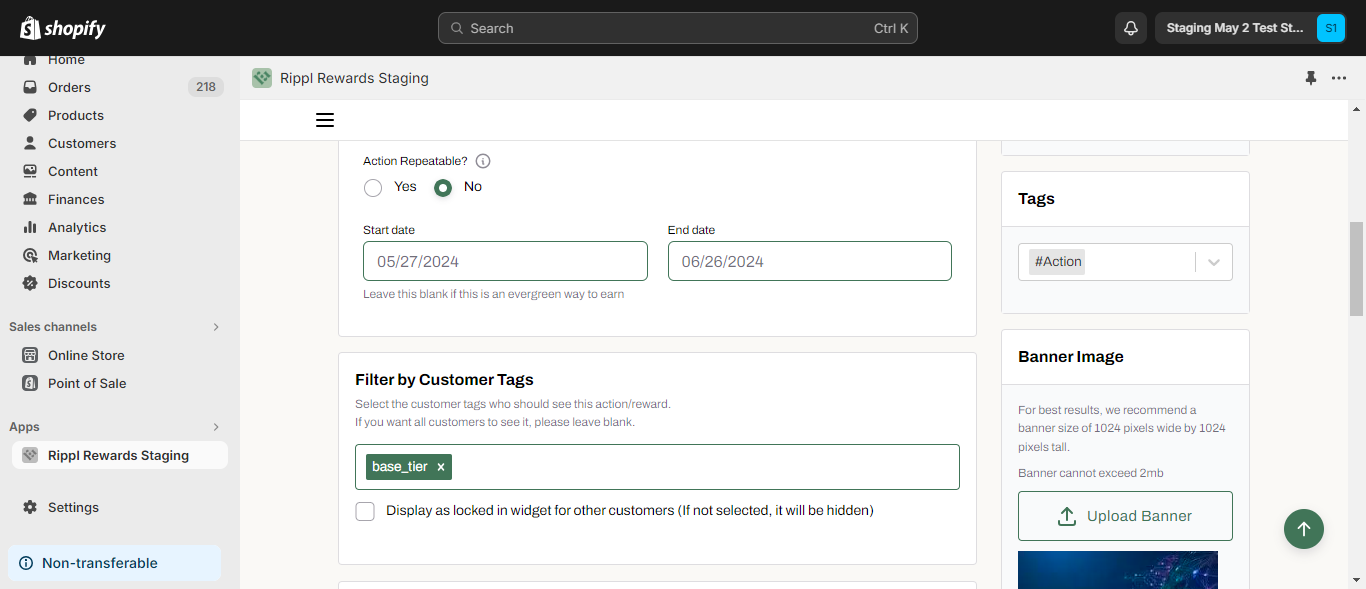 shopify
Search
Ctrl K
Staging May 2 Test St...
S1
Home
Orders
218
Products
Customers
Content
Finances
Analytics
Marketing
Discounts
Sales channels
Online Store
Point of Sale
Apps
Rippl Rewards Staging
Settings
Non-transferable
Rippl Rewards Staging
Action Repeatable?
Yes
No
Start date
End date
05/27/2024
06/26/2024
Leave this blank if this is an evergreen way to earn
Filter by Customer Tags
Select the customer tags who should see this action/reward.
If you want all customers to see it, please leave blank.
base_tier ×
Display as locked in widget for other customers (If not selected, it will be hidden)
Tags
#Action
Banner Image
For best results, we recommend a
banner size of 1024 pixels wide by 1024
pixels tall.
Banner cannot exceed 2mb
Upload Banner